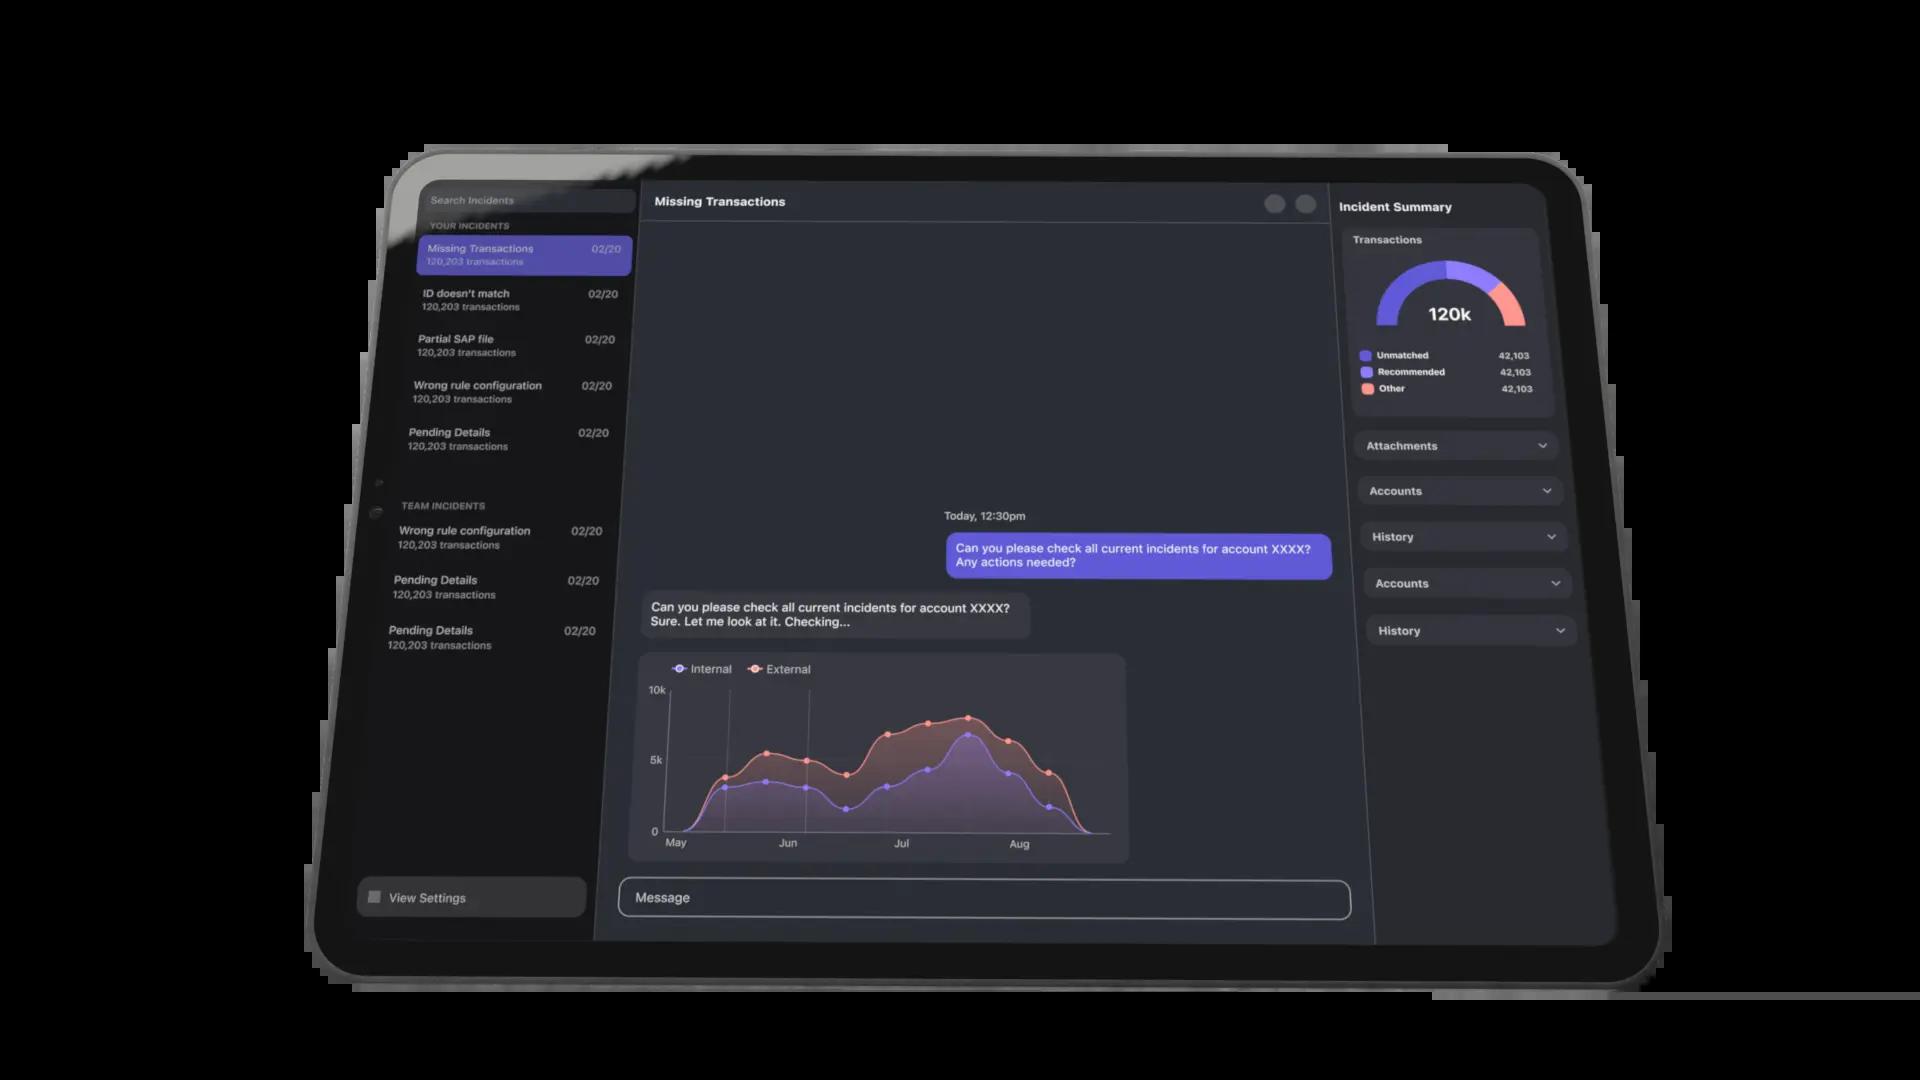 Search Incidents
YOUR INCIDENTS
Missing Transactions 02/20
120,203 transactions
ID doesn't match 02/20
120,203 transactions
Partial SAP file 02/20
120,203 transactions
Wrong rule configuration 02/20
120,203 transactions
Pending Details 02/20
120,203 transactions
TEAM INCIDENTS
Wrong rule configuration 02/20
120,203 transactions
Pending Details 02/20
120,203 transactions
Pending Details 02/20
120,203 transactions
View Settings
Missing Transactions
Today, 12:30pm
Can you please check all current incidents for account XXXX?
Any actions needed?
Can you please check all current incidents for account XXXX?
Sure. Let me look at it. Checking...
Internal External
10k
5k
0
May Jun Jul Aug
Message
Incident Summary
Transactions
120k
Unmatched 42,103
Recommended 42,103
Other 42,103
Attachments
Accounts
History
Accounts
History